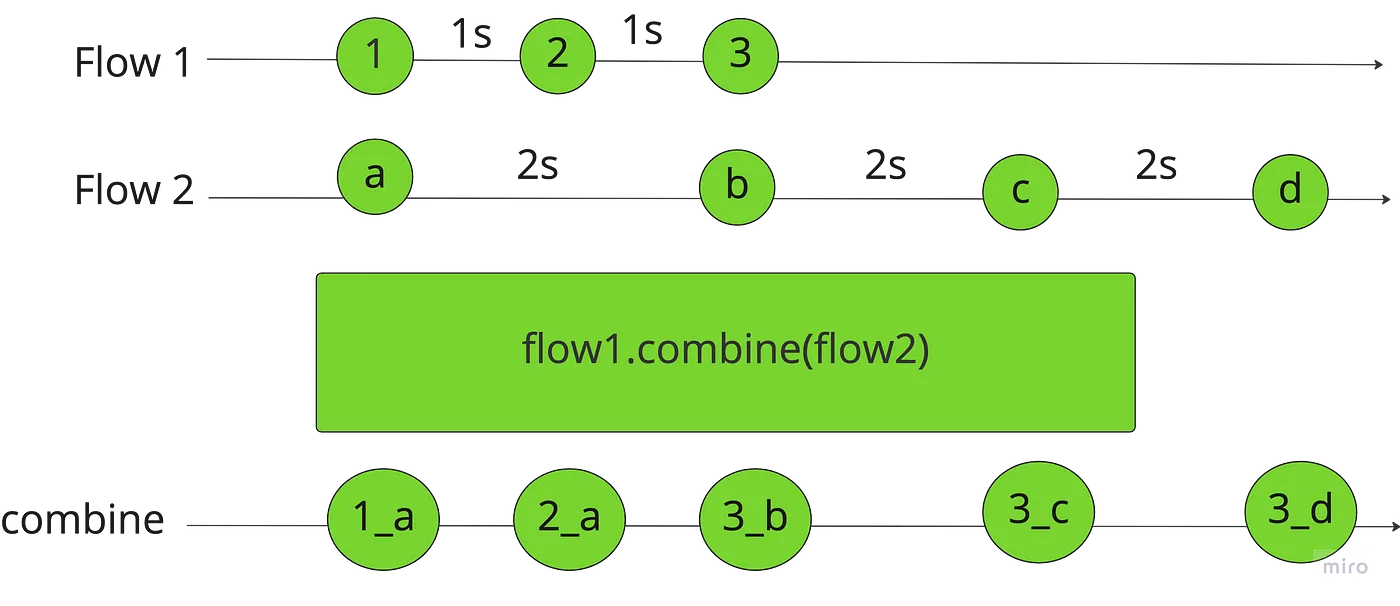 Flow 1
1
1s
2
1s
3
Flow 2
a
2s
b
2s
c
2s
d
flow1.combine(flow2)
combine
1_a
2_a
3_b
3_c
3_d
miro